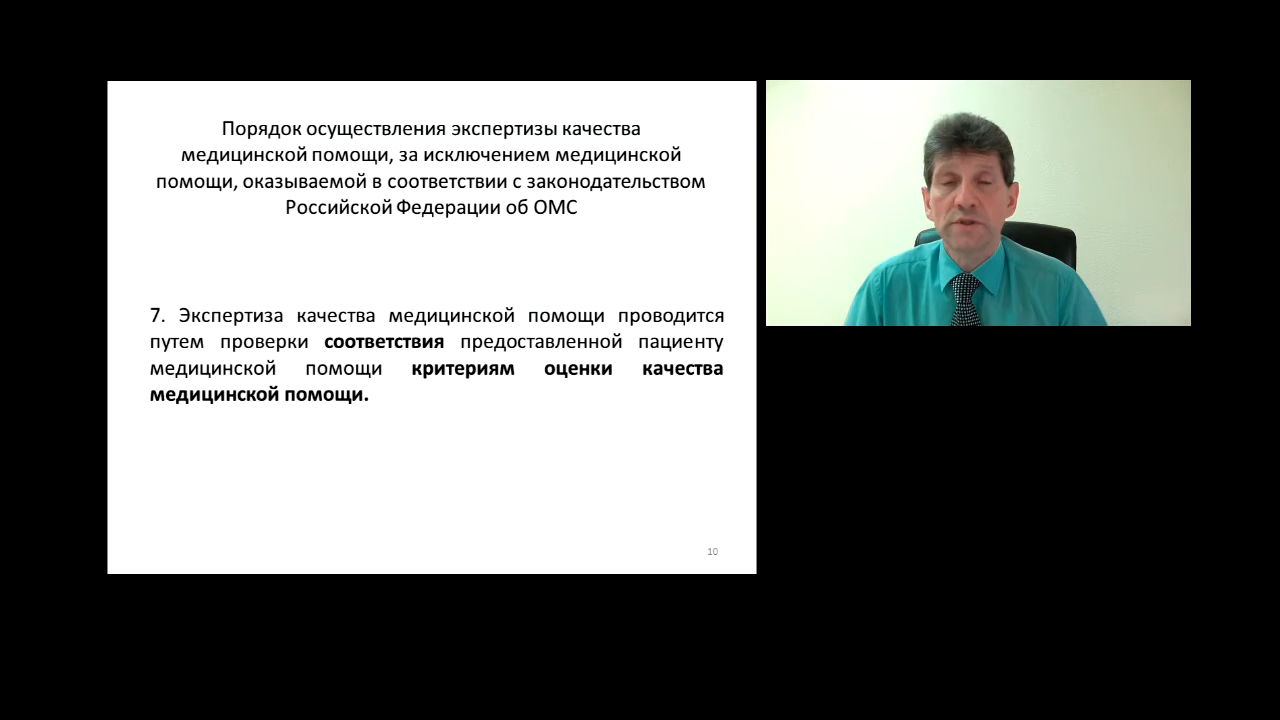 Порядок осуществления экспертизы качества
медицинской помощи, за исключением медицинской
помощи, оказываемой в соответствии с законодательством
Российской Федерации об ОМС
7. Экспертиза качества медицинской помощи проводится
путем проверки соответствия предоставленной пациенту
медицинской помощи критериям оценки качества
медицинской помощи.
10